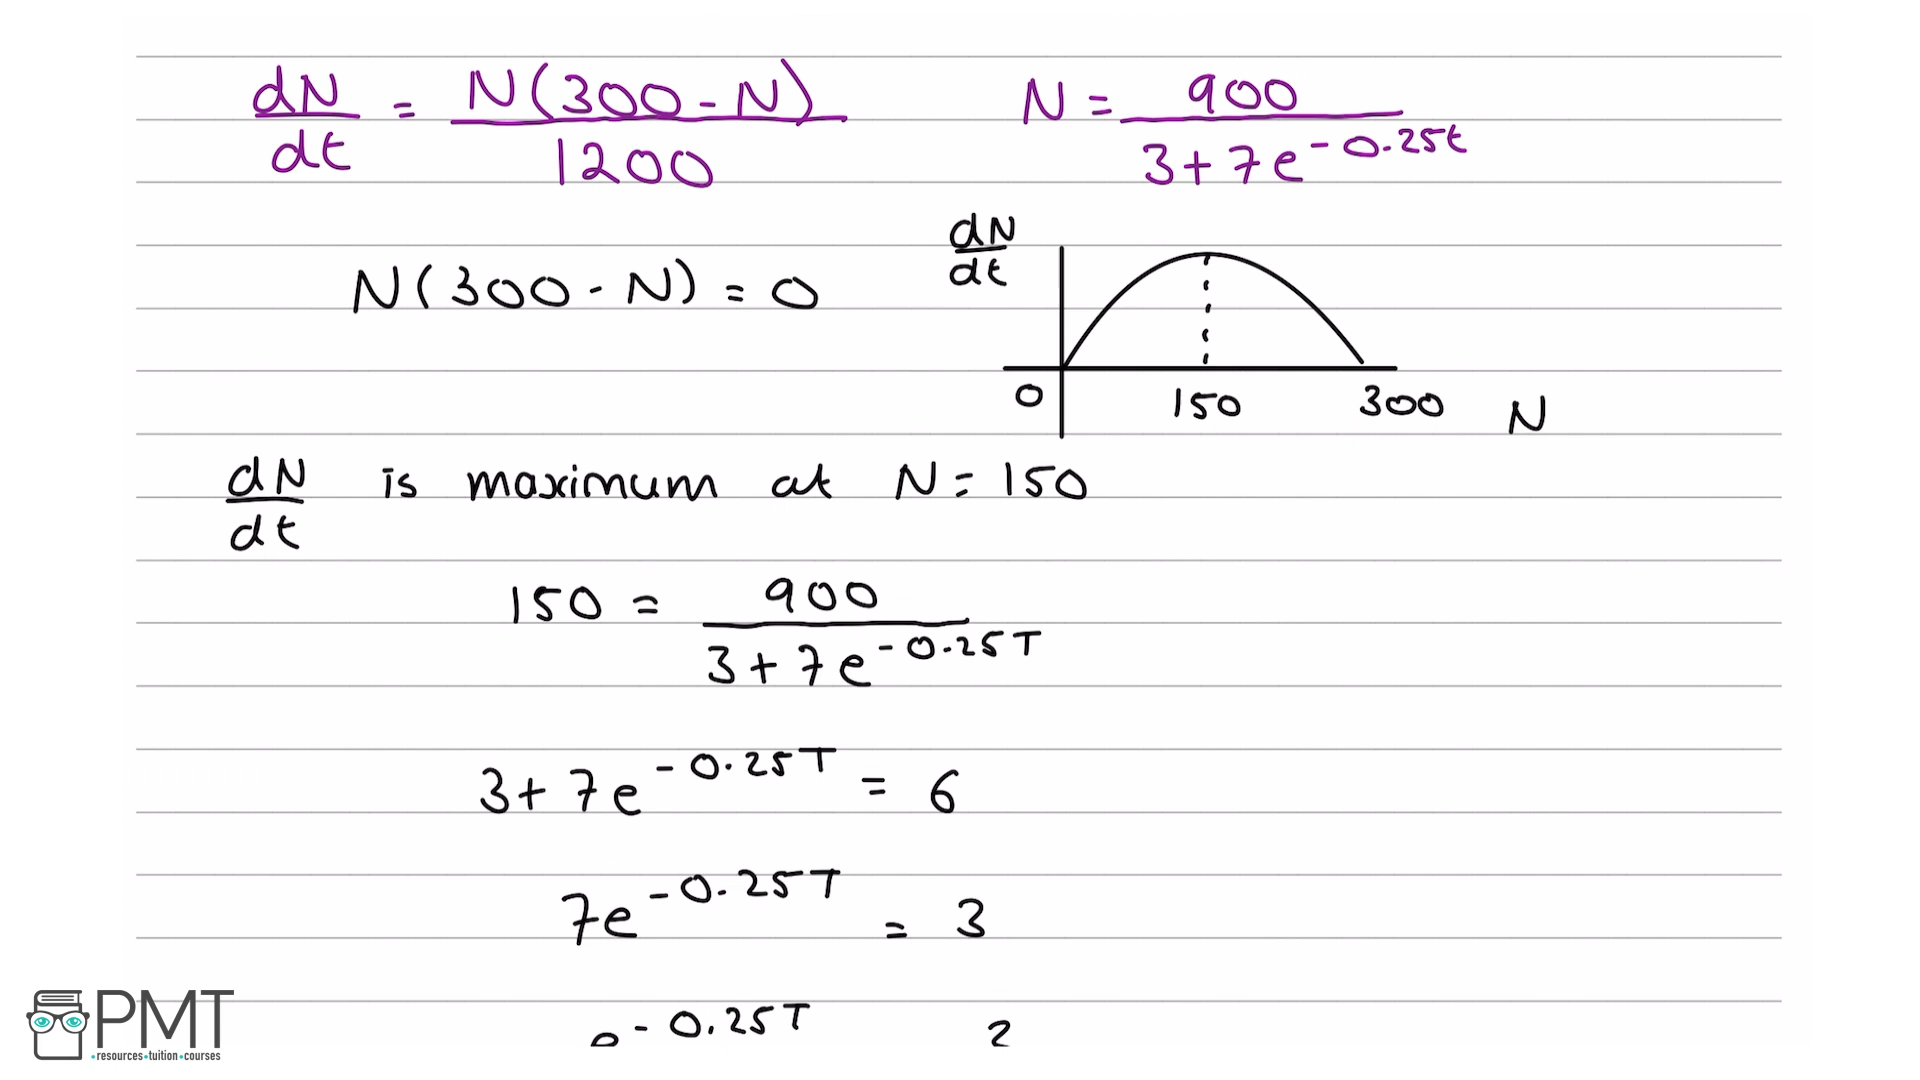 dN/dt = N(300-N)/1200
N = 900/(3+7e^-0.25t)
N(300-N) = 0
dN/dt
0 150 300 N
dN/dt is maximum at N = 150
150 = 900/(3+7e^-0.25T)
3+7e^-0.25T = 6
7e^-0.25T = 3
e^-0.25T
PMT
•resources•tuition•courses